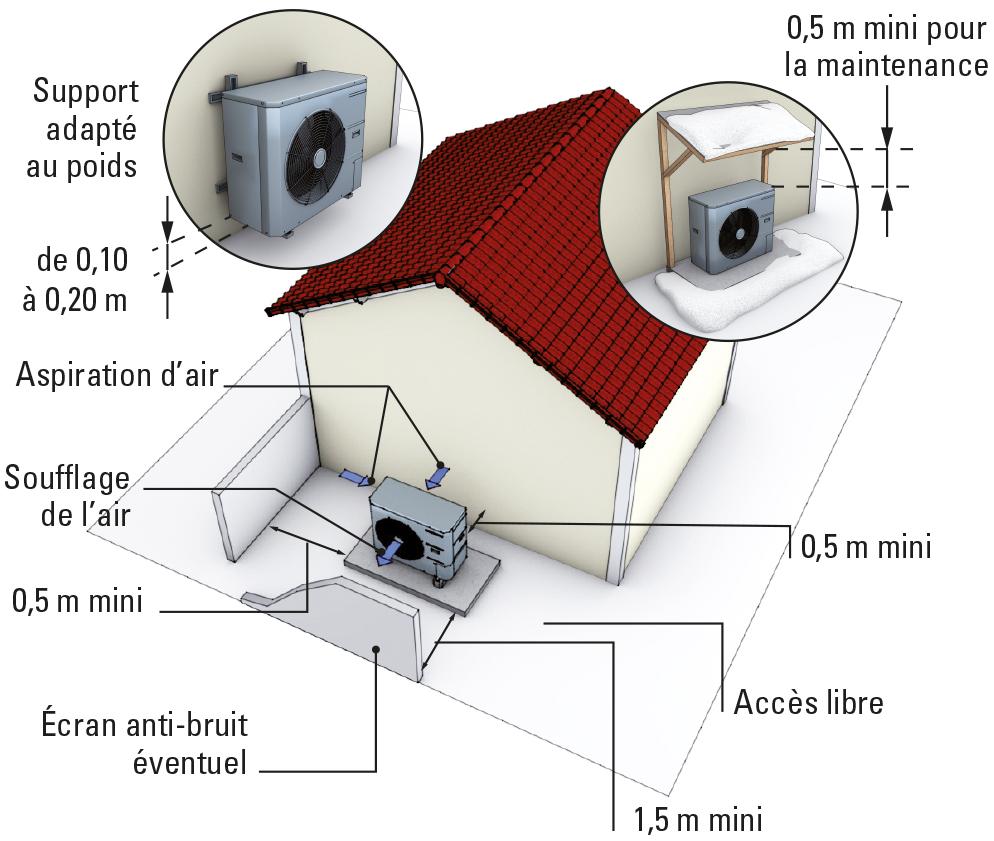 0,5 m mini pour
la maintenance
Support
adapté
au poids
de 0,10
à 0,20 m
Aspiration d’air
Soufflage
de l’air
0,5 m mini
0,5 m mini
Accès libre
Écran anti-bruit
éventuel
1,5 m mini